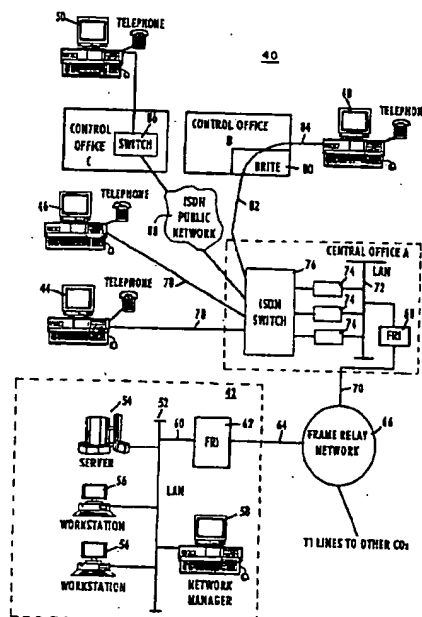 50
TELEPHONE
40
86
SWITCH
CONTROL
OFFICE
C
CONTROL OFFICE
B
BRITE
80
84
TELEPHONE
82
46
TELEPHONE
ISDN
PUBLIC
NETWORK
88
78
44
TELEPHONE
78
76
ISDN
SWITCH
CENTRAL OFFICE A
LAN
74
72
74
74
FRI
70
42
54
SERVER
52
60
62
FRI
64
FRAME RELAY
NETWORK
66
56
WORKSTATION
LAN
58
56
WORKSTATION
NETWORK
MANAGER
T1 LINES TO OTHER COs